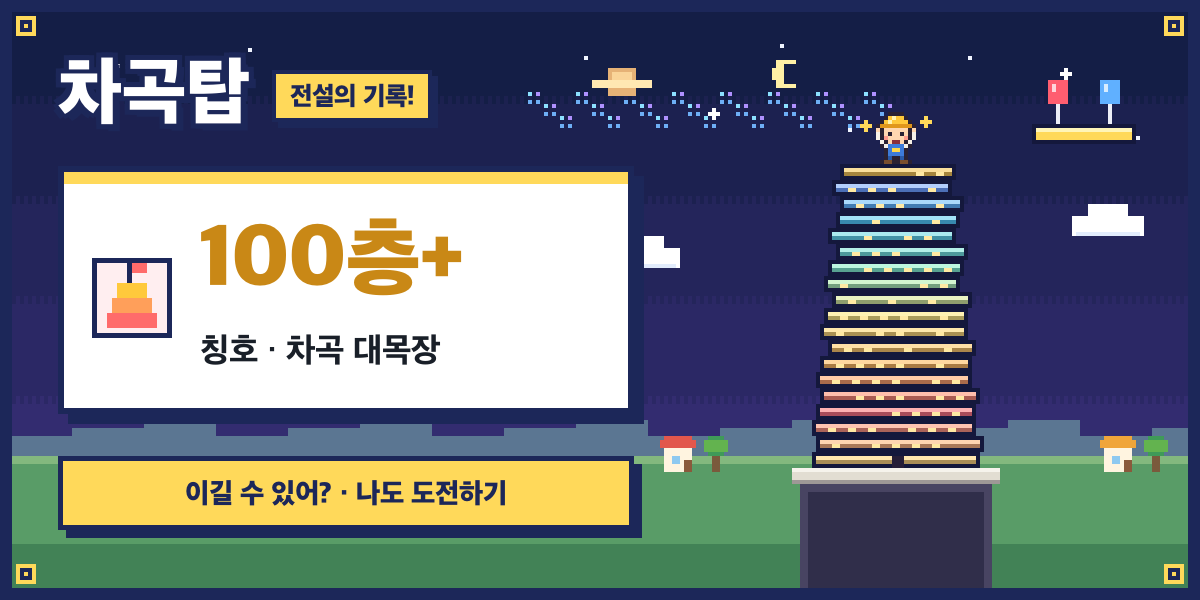 차곡탑
전설의 기록!
100층+
칭호 · 차곡 대목장
이길 수 있어? · 나도 도전하기